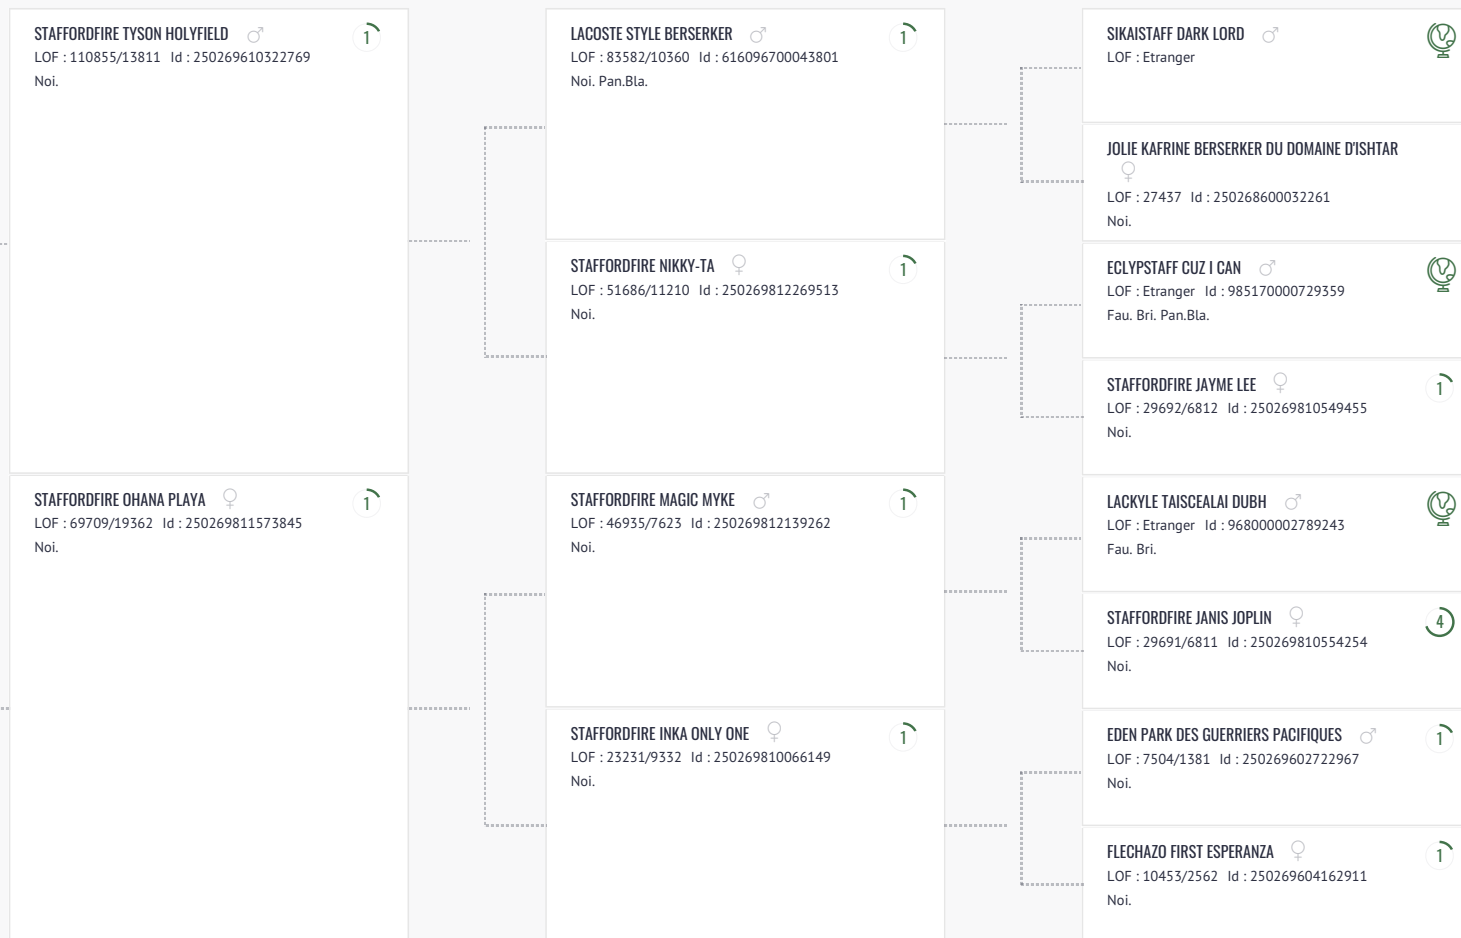 STAFFORDFIRE TYSON HOLYFIELD
1
LOF : 110855/13811 Id : 250269610322769
Noi.
STAFFORDFIRE OHANA PLAYA
1
LOF : 69709/19362 Id : 250269811573845
Noi.
LACOSTE STYLE BERSERKER
1
LOF : 83582/10360 Id : 616096700043801
Noi. Pan.Bla.
STAFFORDFIRE NIKKY-TA
1
LOF : 51686/11210 Id : 250269812269513
Noi.
STAFFORDFIRE MAGIC MYKE
1
LOF : 46935/7623 Id : 250269812139262
Noi.
STAFFORDFIRE INKA ONLY ONE
1
LOF : 23231/9332 Id : 250269810066149
Noi.
SIKAISTAFF DARK LORD
LOF : Etranger
JOLIE KAFRINE BERSERKER DU DOMAINE D'ISHTAR
LOF : 27437 Id : 250268600032261
Noi.
ECLYPSTAFF CUZ I CAN
LOF : Etranger Id : 985170000729359
Fau. Bri. Pan.Bla.
STAFFORDFIRE JAYME LEE
1
LOF : 29692/6812 Id : 250269810549455
Noi.
LACKYLE TAISCEALAI DUBH
LOF : Etranger Id : 968000002789243
Fau. Bri.
STAFFORDFIRE JANIS JOPLIN
4
LOF : 29691/6811 Id : 250269810554254
Noi.
EDEN PARK DES GUERRIERS PACIFIQUES
1
LOF : 7504/1381 Id : 250269602722967
Noi.
FLECHAZO FIRST ESPERANZA
1
LOF : 10453/2562 Id : 250269604162911
Noi.